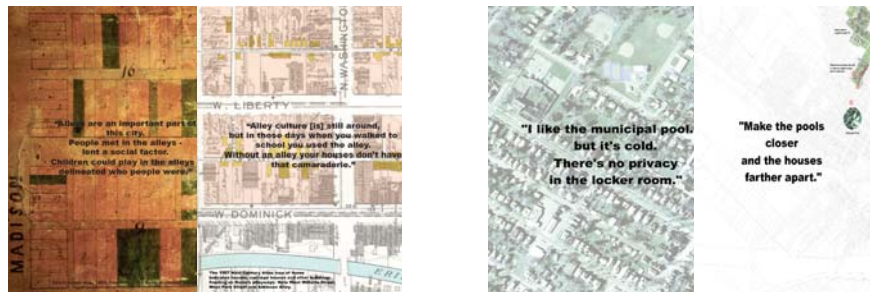 MADISON
16
"Alleys are an important part of
this city.
People met in the alleys -
lent a social factor.
Children could play in the alleys
delineated who people were."
9
N. WASHINGTON
W. LIBERTY
"Alley culture [is] still around,
but in those days when you walked to
school you used the alley.
Without an alley your houses don't have
that camaraderie."
W. DOMINICK
ERI
"I like the municipal pool.
but it's cold.
There's no privacy
in the locker room."
"Make the pools
closer
and the houses
farther apart."